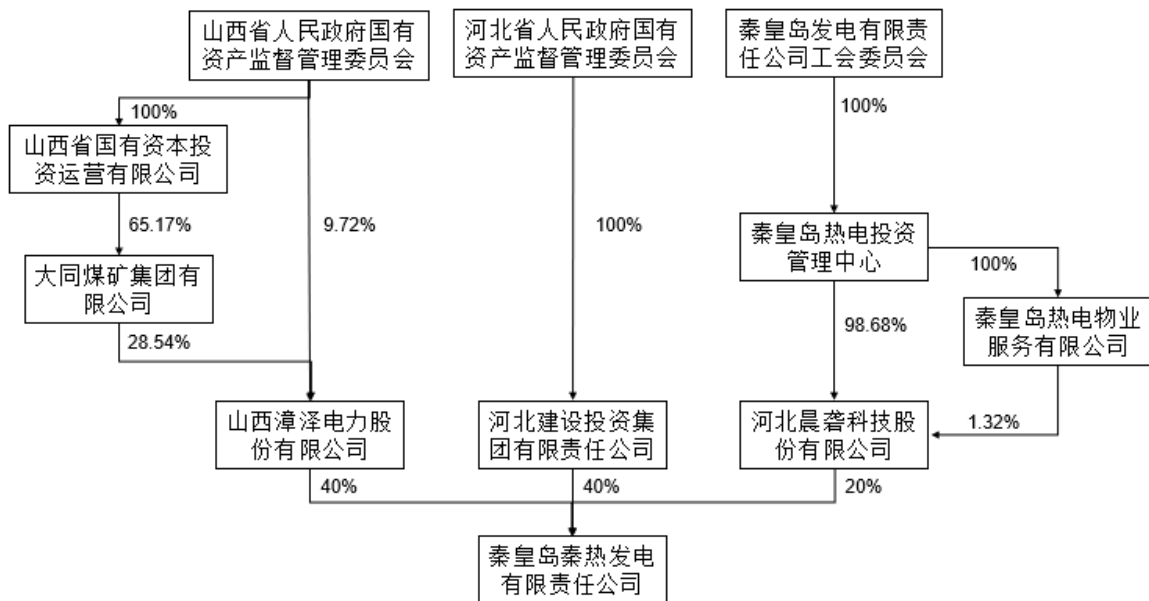 山西省人民政府国有
资产监督管理委员会
河北省人民政府国有
资产监督管理委员会
秦皇岛发电有限责
任公司工会委员会
100%
100%
山西省国有资本投
资运营有限公司
65.17%
9.72%
100%
秦皇岛热电投资
管理中心
100%
大同煤矿集团有
限公司
28.54%
98.68%
秦皇岛热电物业
服务有限公司
山西漳泽电力股
份有限公司
河北建设投资集
团有限责任公司
河北晨砻科技股
份有限公司
1.32%
40%
40%
20%
秦皇岛秦热发电
有限责任公司